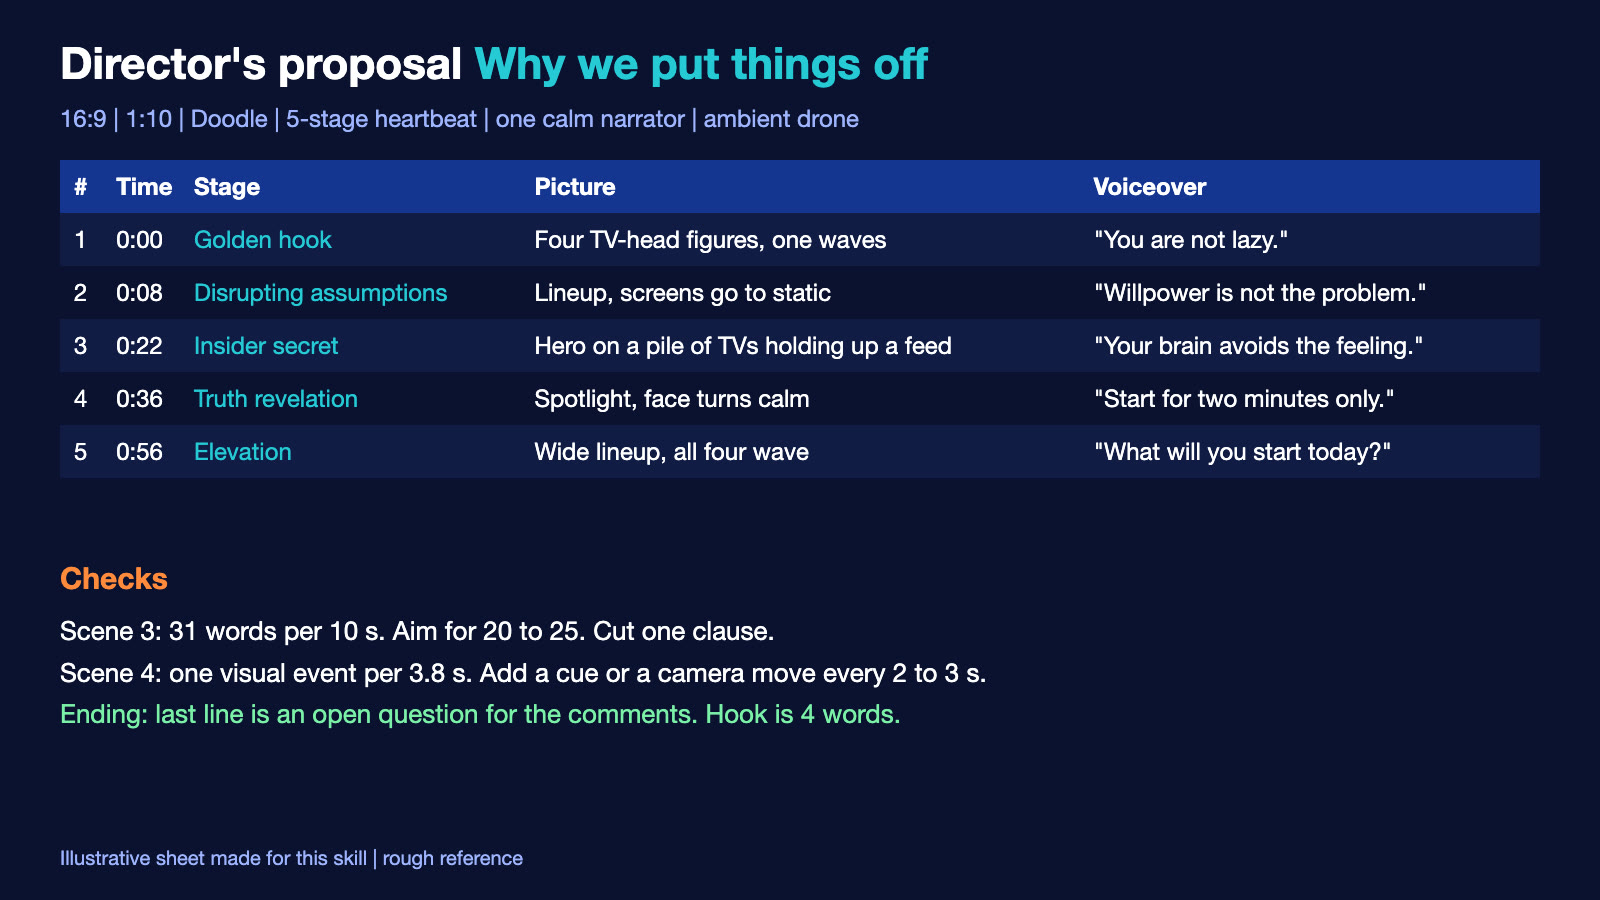 Director's proposal Why we put things off
16:9 | 1:10 | Doodle | 5-stage heartbeat | one calm narrator | ambient drone
# Time Stage Picture Voiceover
1 0:00 Golden hook Four TV-head figures, one waves "You are not lazy."
2 0:08 Disrupting assumptions Lineup, screens go to static "Willpower is not the problem."
3 0:22 Insider secret Hero on a pile of TVs holding up a feed "Your brain avoids the feeling."
4 0:36 Truth revelation Spotlight, face turns calm "Start for two minutes only."
5 0:56 Elevation Wide lineup, all four wave "What will you start today?"
Checks
Scene 3: 31 words per 10 s. Aim for 20 to 25. Cut one clause.
Scene 4: one visual event per 3.8 s. Add a cue or a camera move every 2 to 3 s.
Ending: last line is an open question for the comments. Hook is 4 words.
Illustrative sheet made for this skill | rough reference